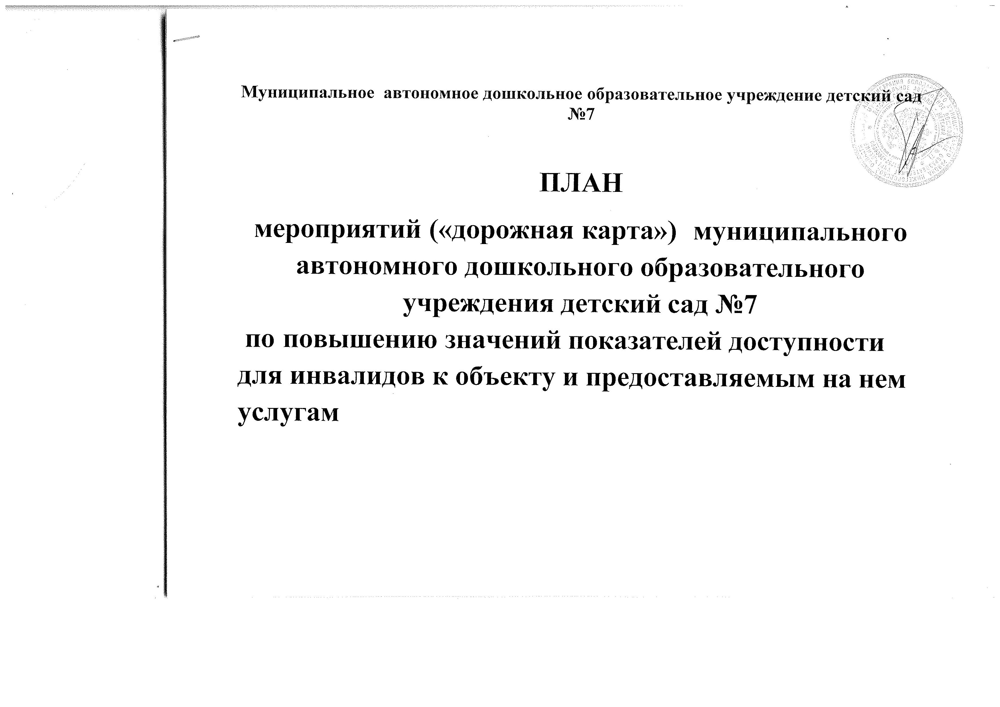 Муниципальное автономное дошкольное образовательное учреждение детский сад
№7
ПЛАН
мероприятий («дорожная карта») муниципального
автономного дошкольного образовательного
учреждения детский сад №7
по повышению значений показателей доступности
для инвалидов к объекту и предоставляемым на нем
услугам